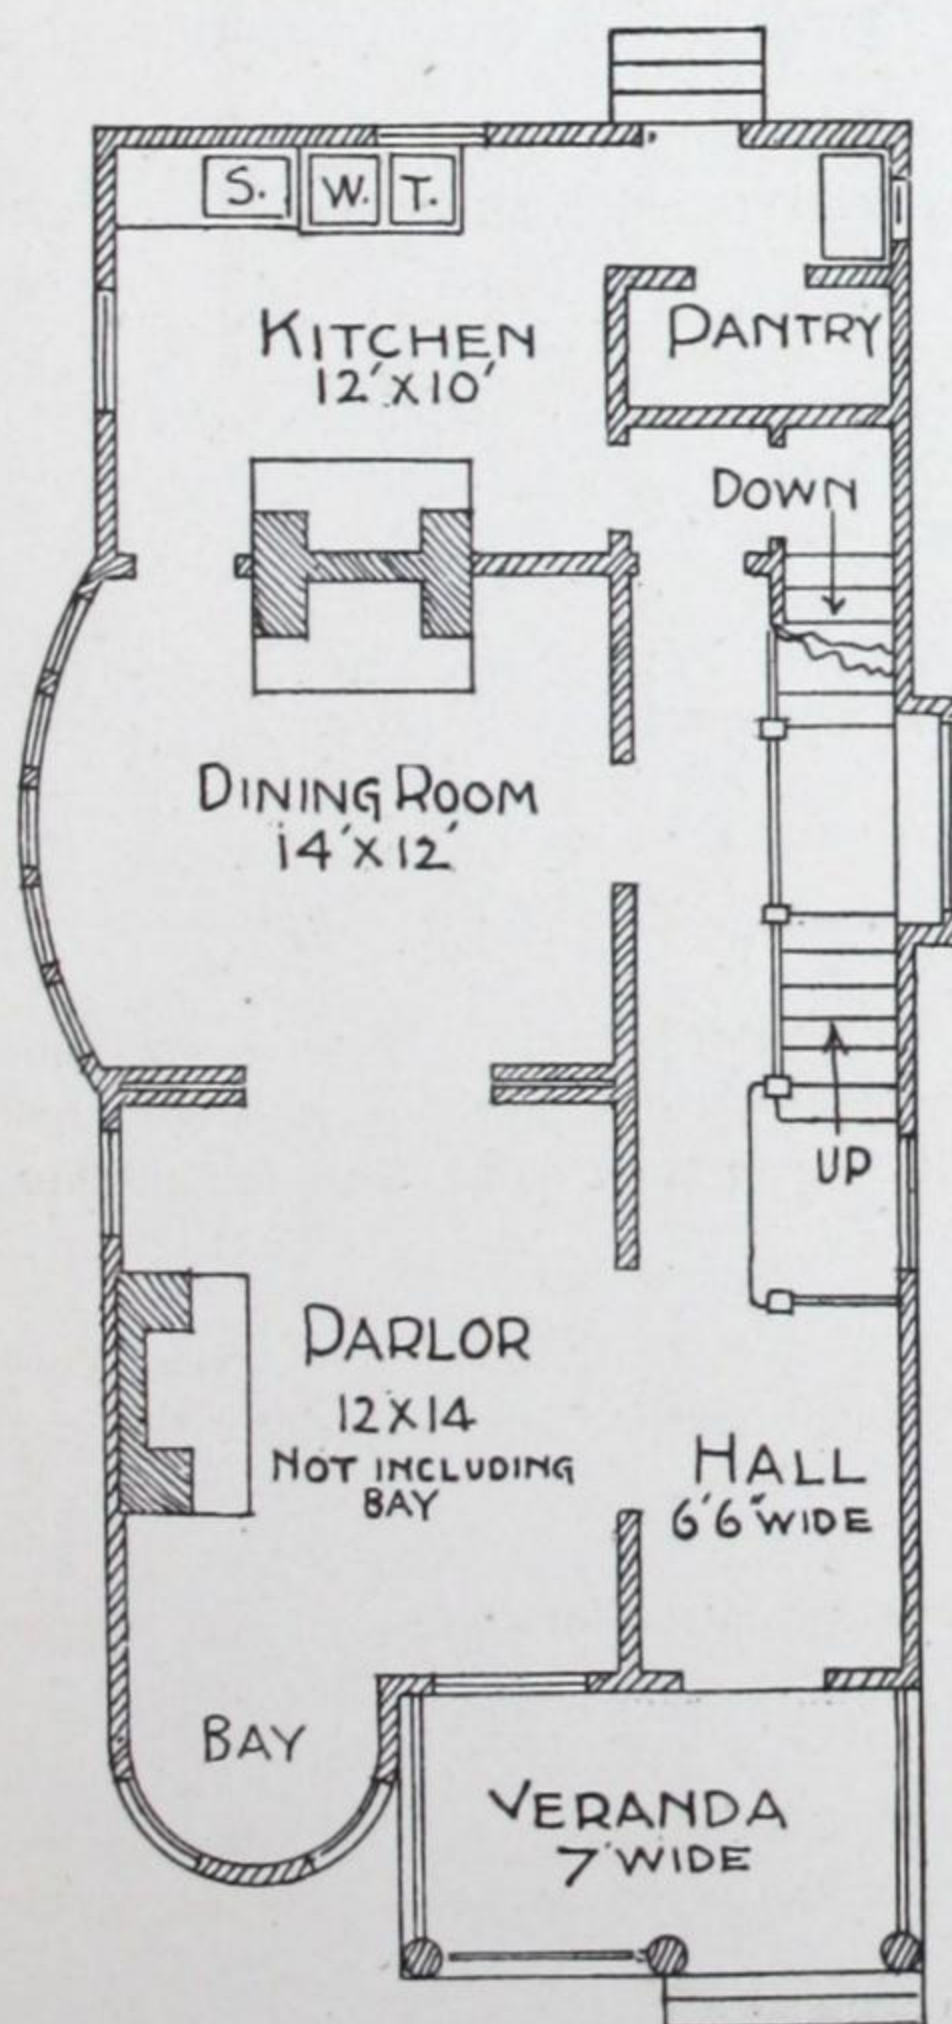 S. W. T.
KITCHEN
12'X10'
PANTRY
DOWN
DINING ROOM
14'X12'
UP
PARLOR
12X14
NOT INCLUDING
BAY
HALL
6'6" WIDE
BAY
VERANDA
7' WIDE